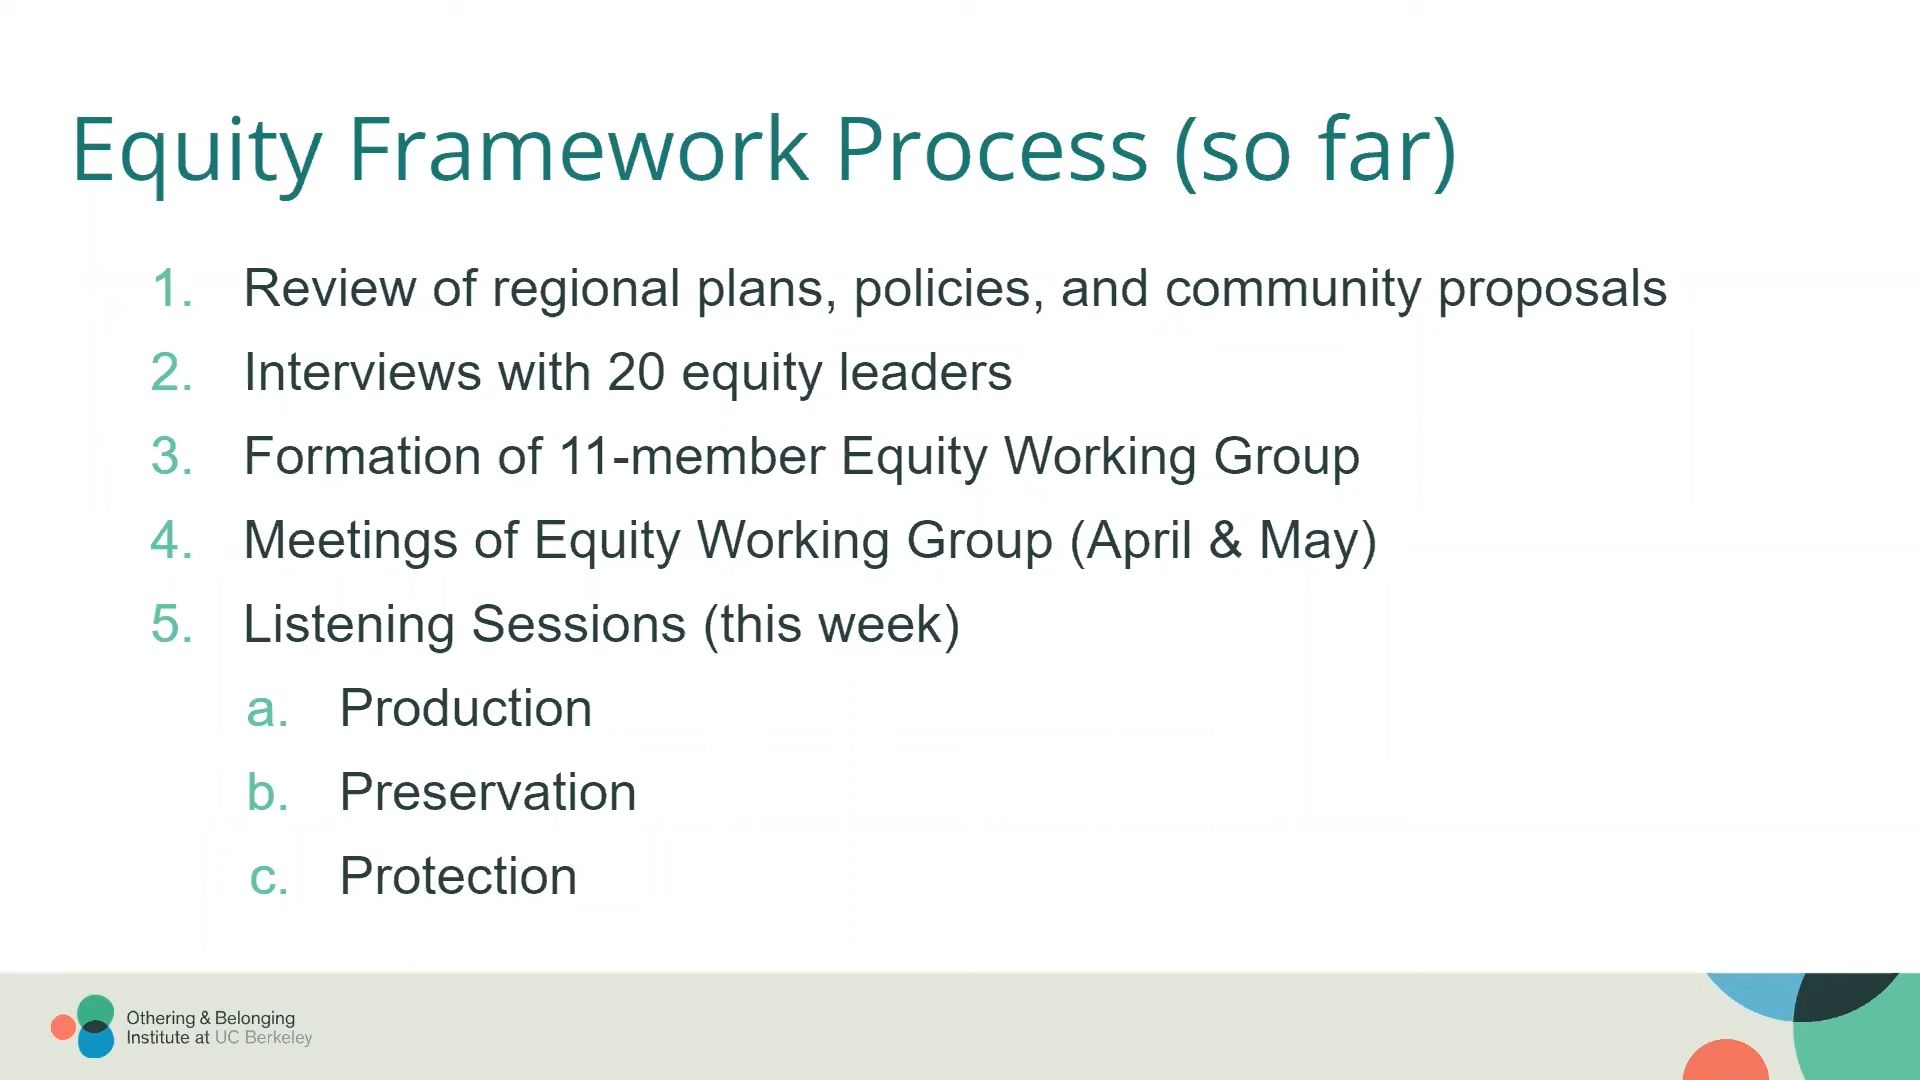 Equity Framework Process (so far)
1. Review of regional plans, policies, and community proposals
2. Interviews with 20 equity leaders
3. Formation of 11-member Equity Working Group
4. Meetings of Equity Working Group (April & May)
5. Listening Sessions (this week)
a. Production
b. Preservation
c. Protection
Othering & Belonging
Institute at UC Berkeley